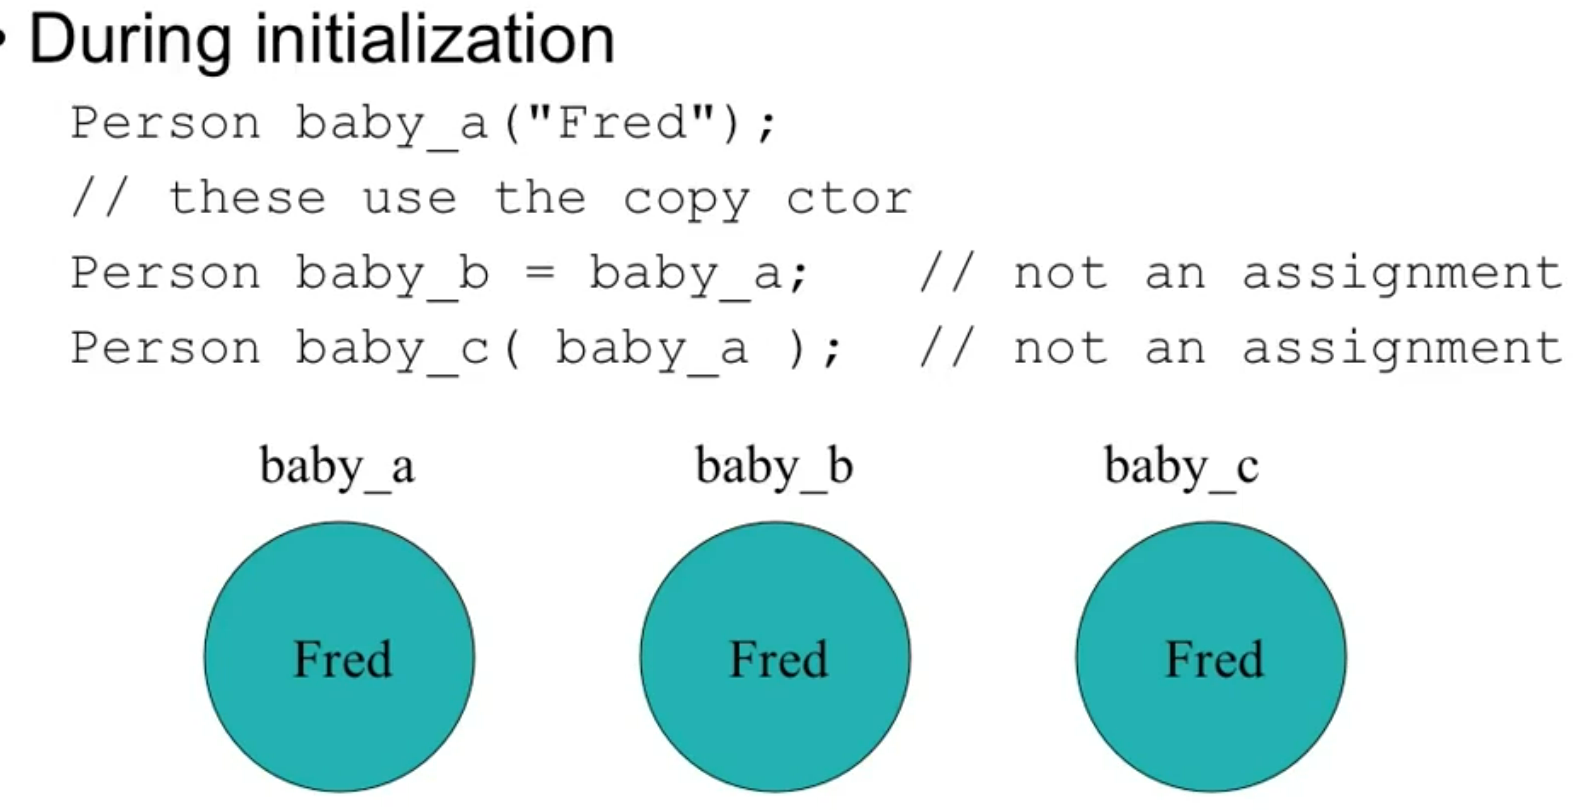 • During initialization
Person baby_a("Fred");
// these use the copy ctor
Person baby_b = baby_a;   // not an assignment
Person baby_c( baby_a );  // not an assignment
baby_a baby_b baby_c
Fred Fred Fred